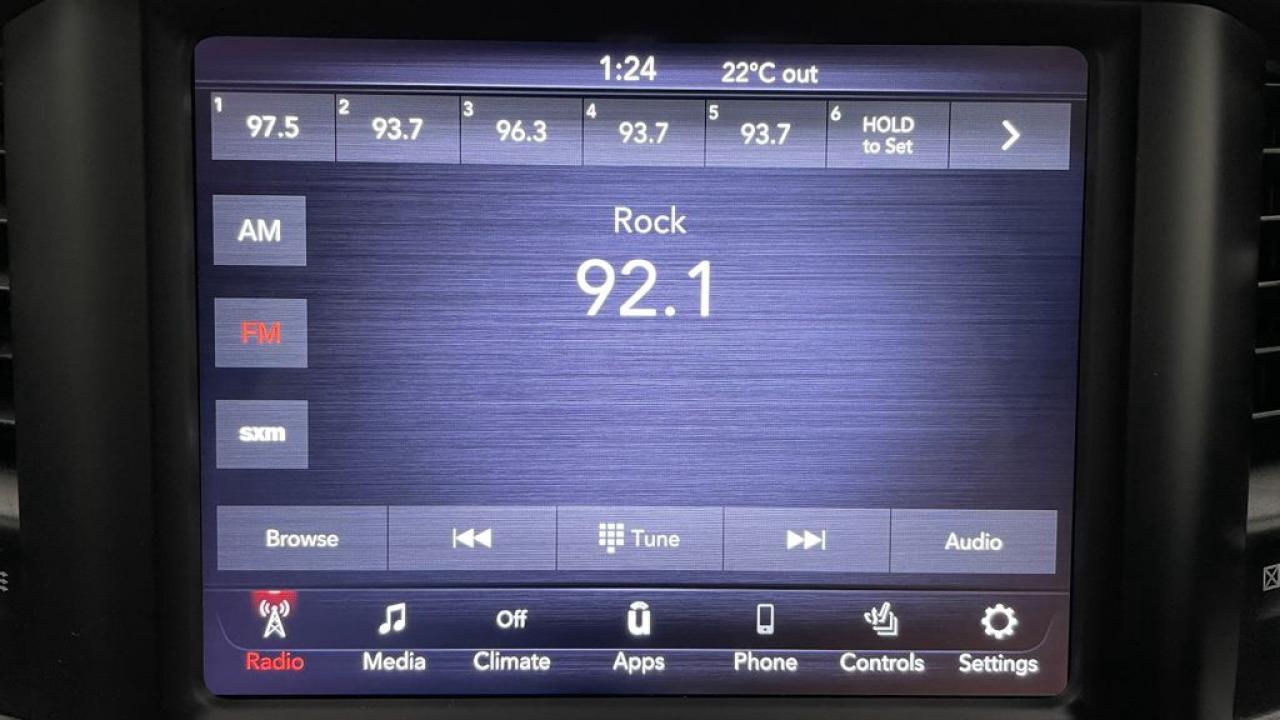 1:24 22°C out
1 97.5 2 93.7 3 96.3 4 93.7 5 93.7 6 HOLD to Set
AM
Rock
92.1
FM
sxm
Browse Tune Audio
Off ū
Radio Media Climate Apps Phone Controls Settings